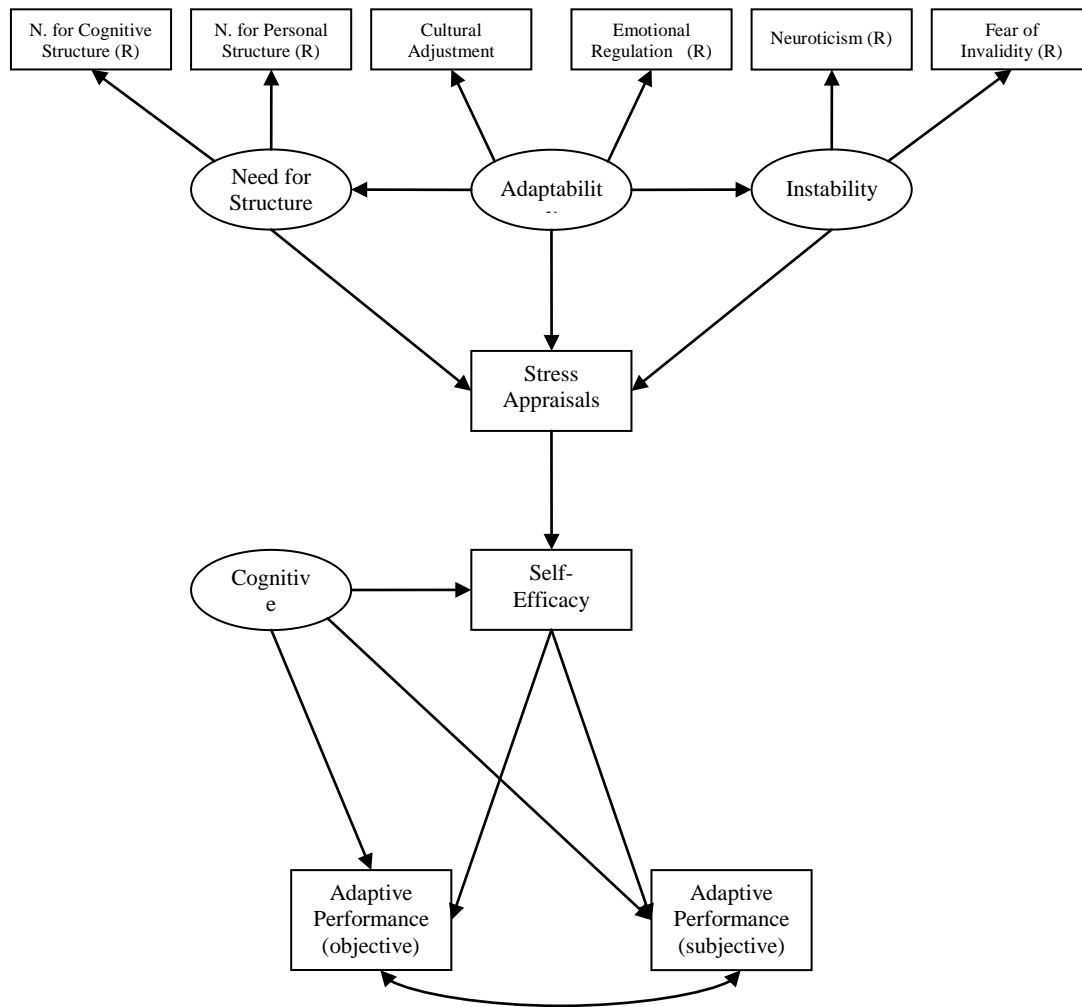 N. for Cognitive
Structure (R)
N. for Personal
Structure (R)
Cultural
Adjustment
Emotional
Regulation (R)
Neuroticism (R)
Fear of
Invalidity (R)
Need for
Structure
Adaptabilit
Instability
Stress
Appraisals
Cognitiv
e
Self-
Efficacy
Adaptive
Performance
(objective)
Adaptive
Performance
(subjective)